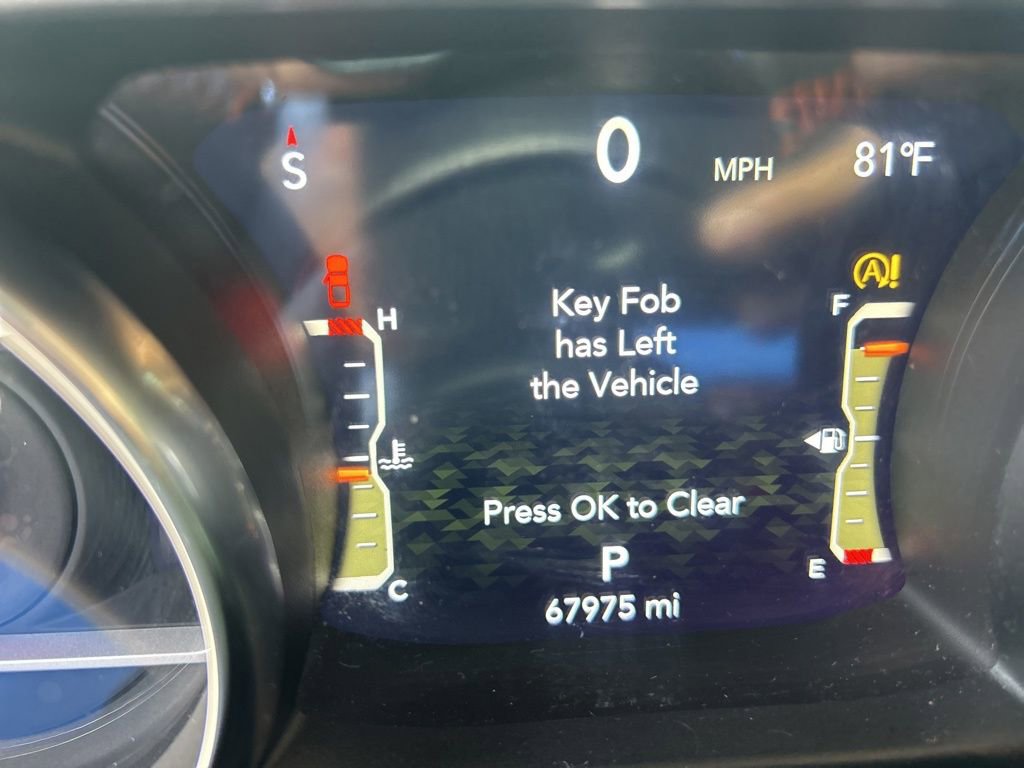 S
0 MPH 81°F
H
F
A!
Key Fob
has Left
the Vehicle
Press OK to Clear
C
E
P
67975 mi